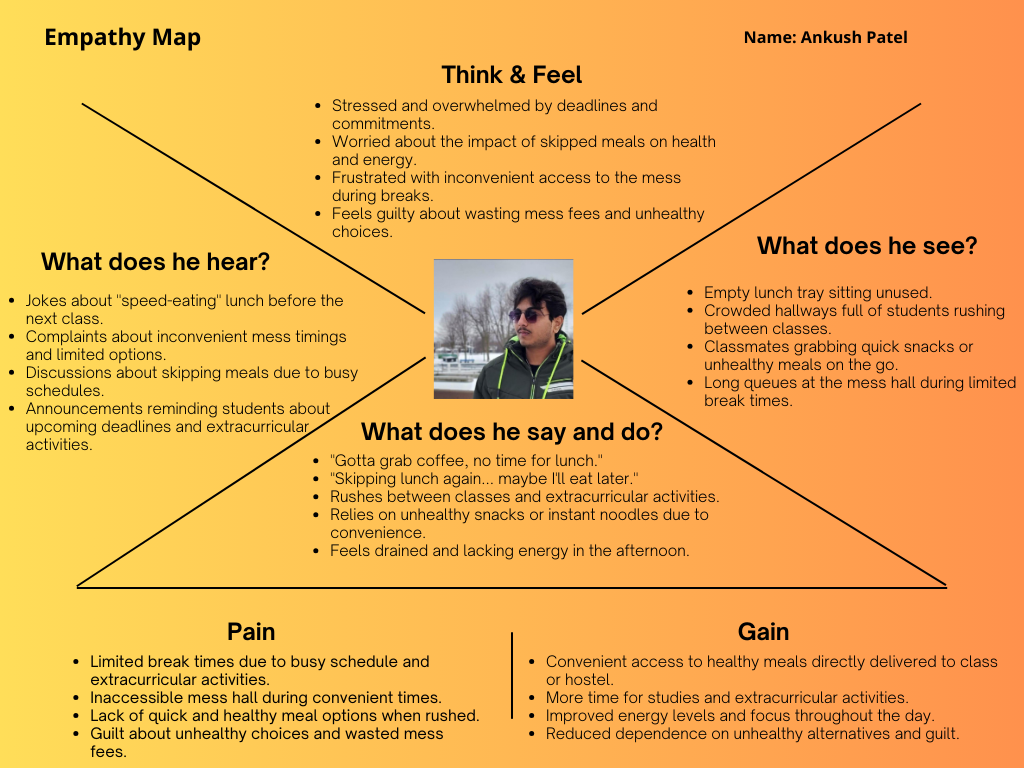 Empathy Map
Name: Ankush Patel
Think & Feel
• Stressed and overwhelmed by deadlines and
commitments.
• Worried about the impact of skipped meals on health
and energy.
• Frustrated with inconvenient access to the mess
during breaks.
• Feels guilty about wasting mess fees and unhealthy
choices.
What does he hear?
• Jokes about "speed-eating" lunch before the
next class.
• Complaints about inconvenient mess timings
and limited options.
• Discussions about skipping meals due to busy
schedules.
• Announcements reminding students about
upcoming deadlines and extracurricular
activities.
What does he see?
• Empty lunch tray sitting unused.
• Crowded hallways full of students rushing
between classes.
• Classmates grabbing quick snacks or
unhealthy meals on the go.
• Long queues at the mess hall during limited
break times.
What does he say and do?
• "Gotta grab coffee, no time for lunch."
• "Skipping lunch again... maybe I'll eat later."
• Rushes between classes and extracurricular activities.
• Relies on unhealthy snacks or instant noodles due to
convenience.
• Feels drained and lacking energy in the afternoon.
Pain
• Limited break times due to busy schedule and
extracurricular activities.
• Inaccessible mess hall during convenient times.
• Lack of quick and healthy meal options when rushed.
• Guilt about unhealthy choices and wasted mess
fees.
Gain
• Convenient access to healthy meals directly delivered to class
or hostel.
• More time for studies and extracurricular activities.
• Improved energy levels and focus throughout the day.
• Reduced dependence on unhealthy alternatives and guilt.